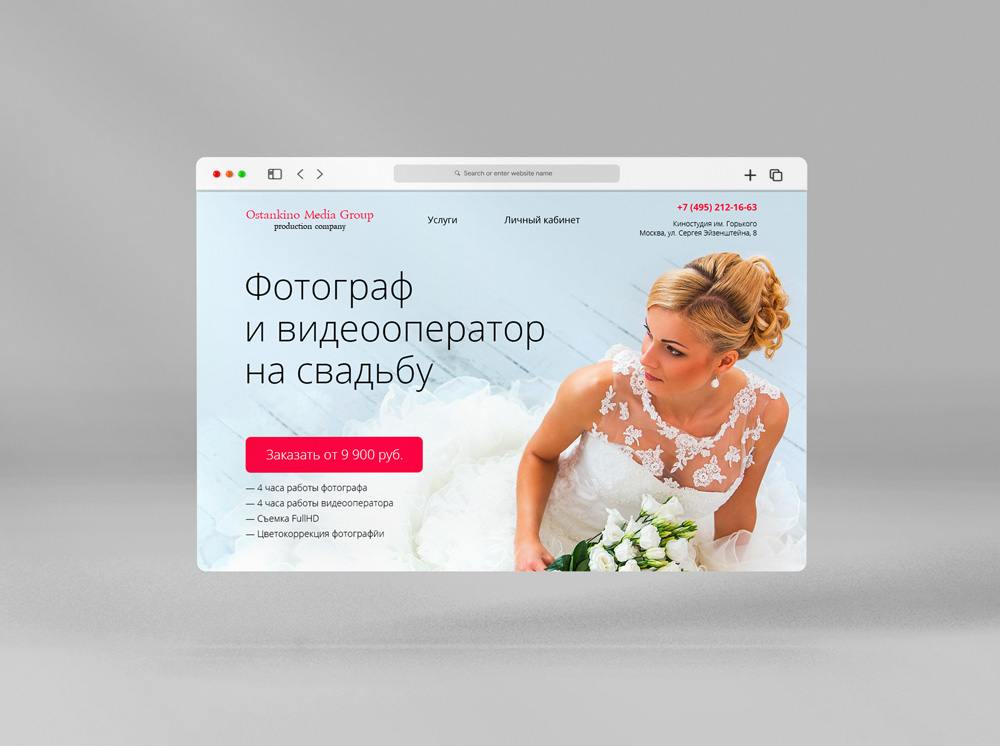 Search or enter website name
Ostankino Media Group
production company
Услуги
Личный кабинет
+7 (495) 212-16-63
Киностудия им. Горького
Москва, ул. Сергея Эйзенштейна, 8
Фотограф
и видеооператор
на свадьбу
Заказать от 9 900 руб.
— 4 часа работы фотографа
— 4 часа работы видеооператора
— Съемка FullHD
— Цветокоррекция фотографйи